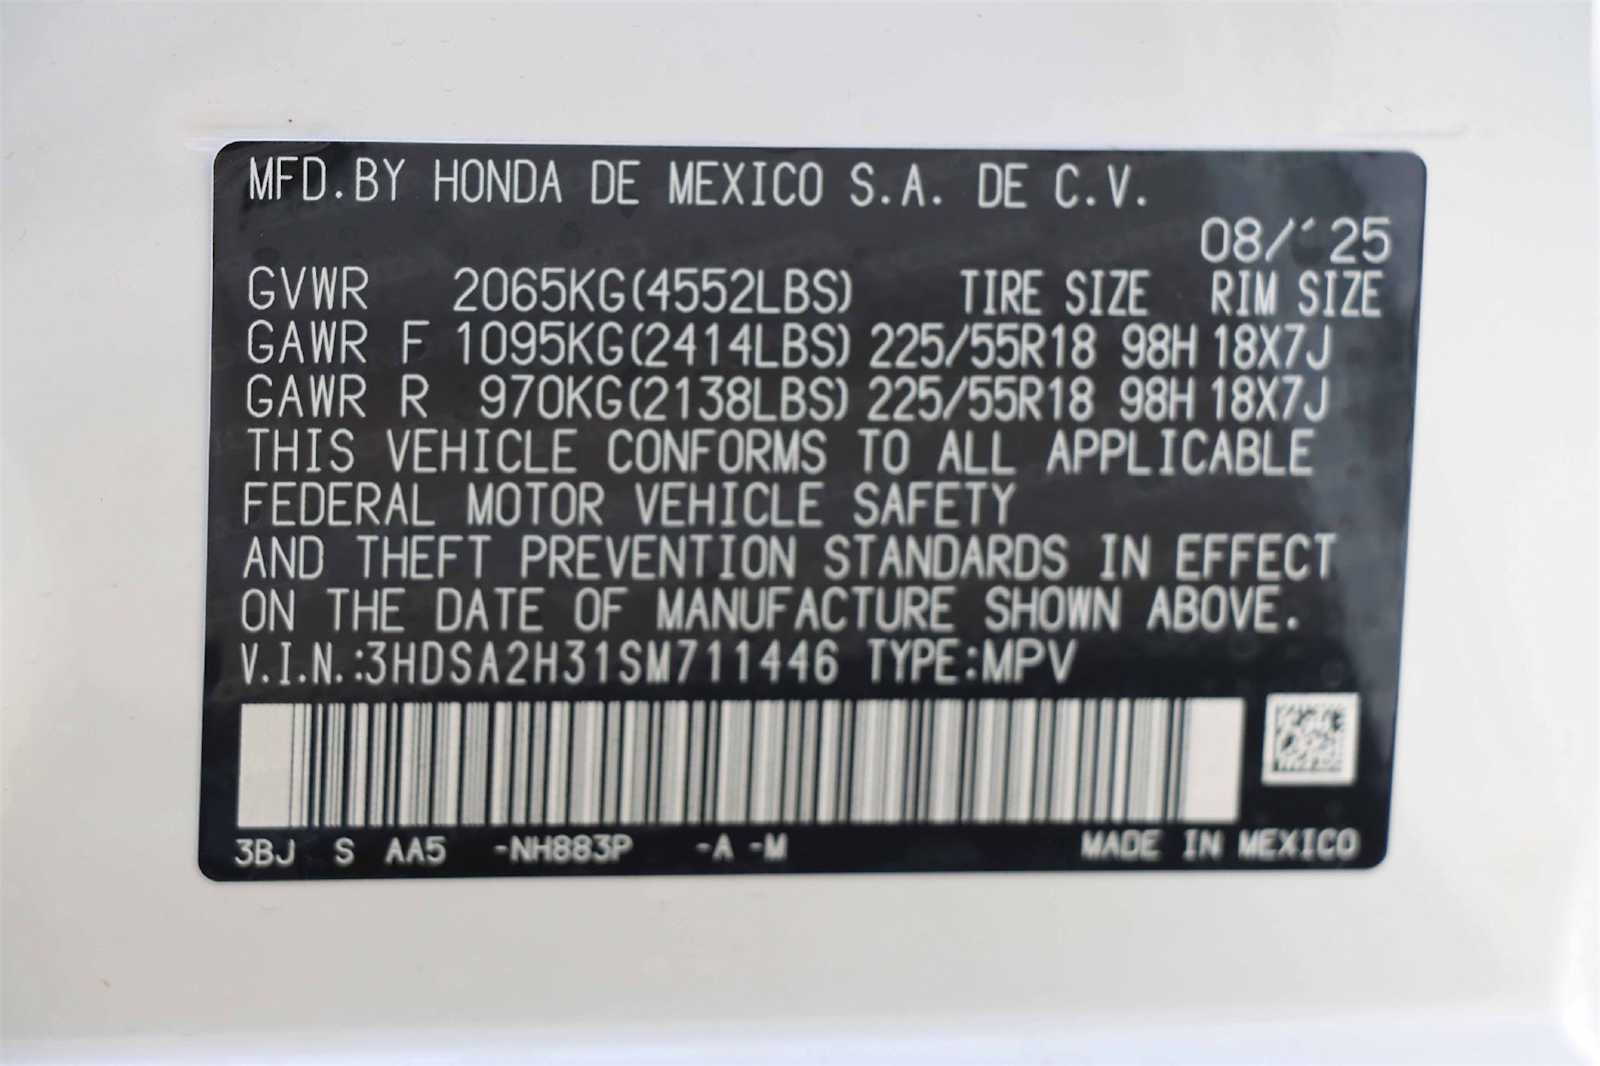 MFD.BY HONDA DE MEXICO S.A. DE C.V.
08/ 25
GVWR 2065KG(4552LBS) TIRE SIZE RIM SIZE
GAWR F 1095KG(2414LBS) 225/55R18 98H 18X7J
GAWR R 970KG(2138LBS) 225/55R18 98H 18X7J
THIS VEHICLE CONFORMS TO ALL APPLICABLE
FEDERAL MOTOR VEHICLE SAFETY
AND THEFT PREVENTION STANDARDS IN EFFECT
ON THE DATE OF MANUFACTURE SHOWN ABOVE.
V.I.N.:3HDSA2H31SM711446 TYPE:MPV
3BJ S AA5 -NH883P -A -M MADE IN MEXICO